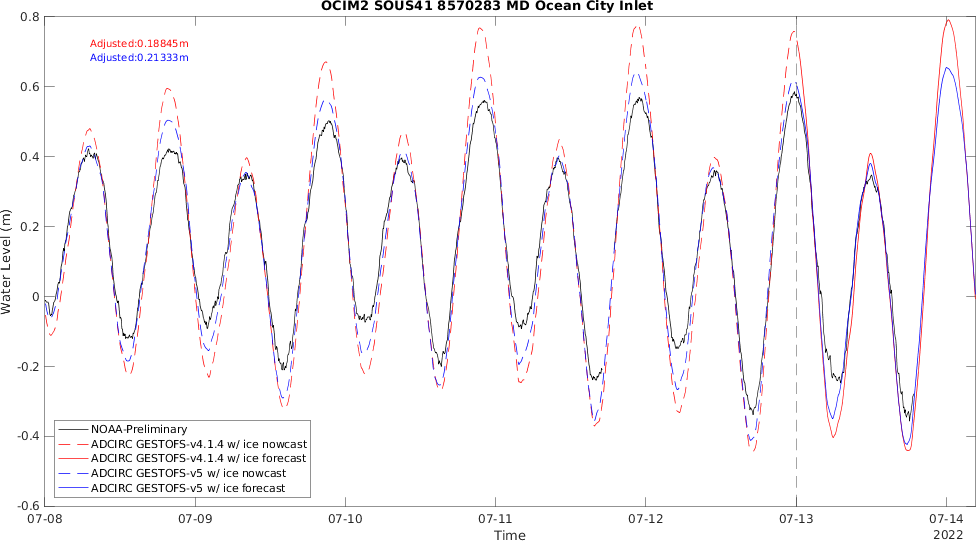 OCIM2 SOUS41 8570283 MD Ocean City Inlet
Adjusted:0.18845m
Adjusted:0.21333m
0.8
0.6
0.4
0.2
0
-0.2
-0.4
-0.6
Water Level (m)
NOAA-Preliminary
ADCIRC GESTOFS-v4.1.4 w/ ice nowcast
ADCIRC GESTOFS-v4.1.4 w/ ice forecast
ADCIRC GESTOFS-v5 w/ ice nowcast
ADCIRC GESTOFS-v5 w/ ice forecast
07-08 07-09 07-10 07-11 07-12 07-13 07-14
Time
2022